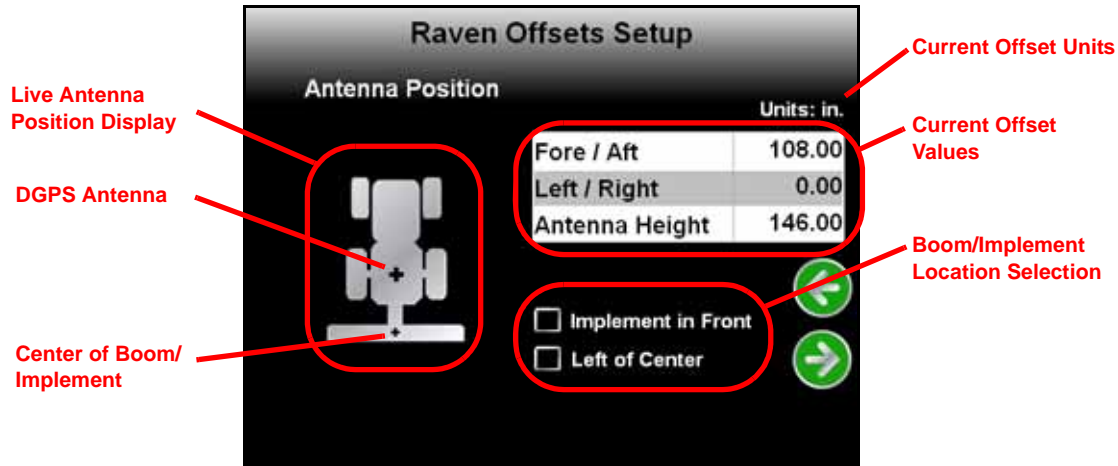 Raven Offsets Setup
Current Offset Units
Antenna Position
Live Antenna
Position Display
Units: in.
Current Offset
Values
Fore / Aft 108.00
Left / Right 0.00
Antenna Height 146.00
DGPS Antenna
Boom/Implement
Location Selection
Implement in Front
Left of Center
Center of Boom/
Implement